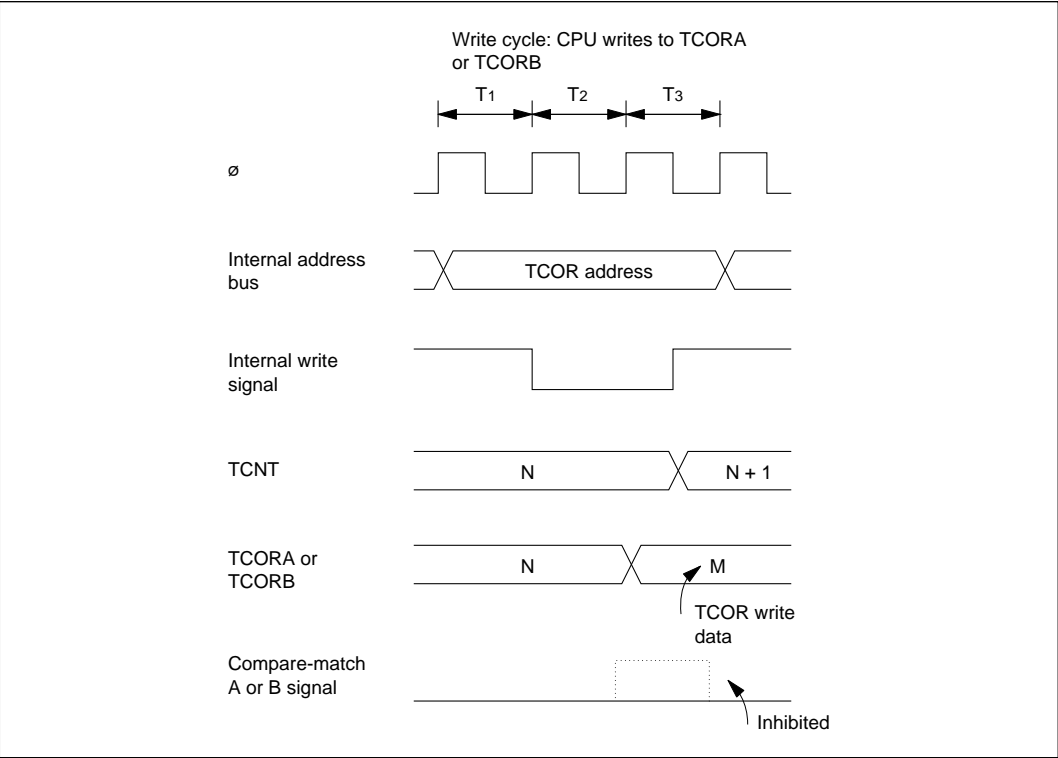 Write cycle: CPU writes to TCORA
or TCORB
T1 T2 T3
ø
Internal address
bus
TCOR address
Internal write
signal
TCNT
N
N + 1
TCORA or
TCORB
N
M
TCOR write
data
Compare-match
A or B signal
Inhibited